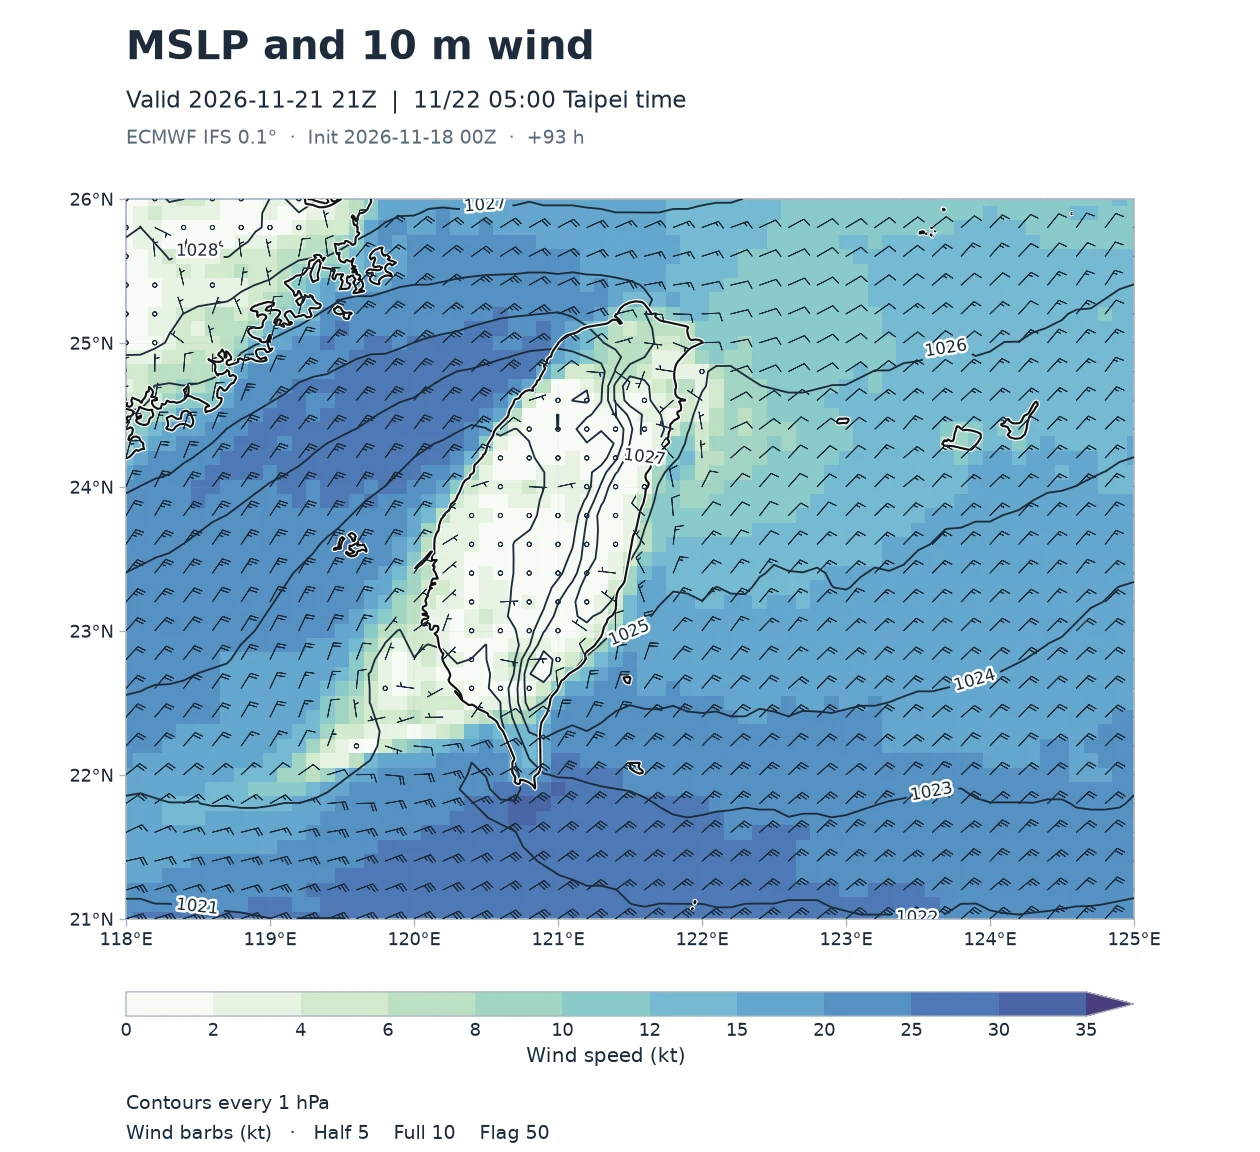 MSLP and 10 m wind
Valid 2026-11-21 21Z | 11/22 05:00 Taipei time
ECMWF IFS 0.1° · Init 2026-11-18 00Z · +93 h
26°N
25°N
24°N
23°N
22°N
21°N
1027
1028
1026
1027
1025
1024
1023
1021
1022
118°E 119°E 120°E 121°E 122°E 123°E 124°E 125°E
0 2 4 6 8 10 12 15 20 25 30 35
Wind speed (kt)
Contours every 1 hPa
Wind barbs (kt) · Half 5 Full 10 Flag 50